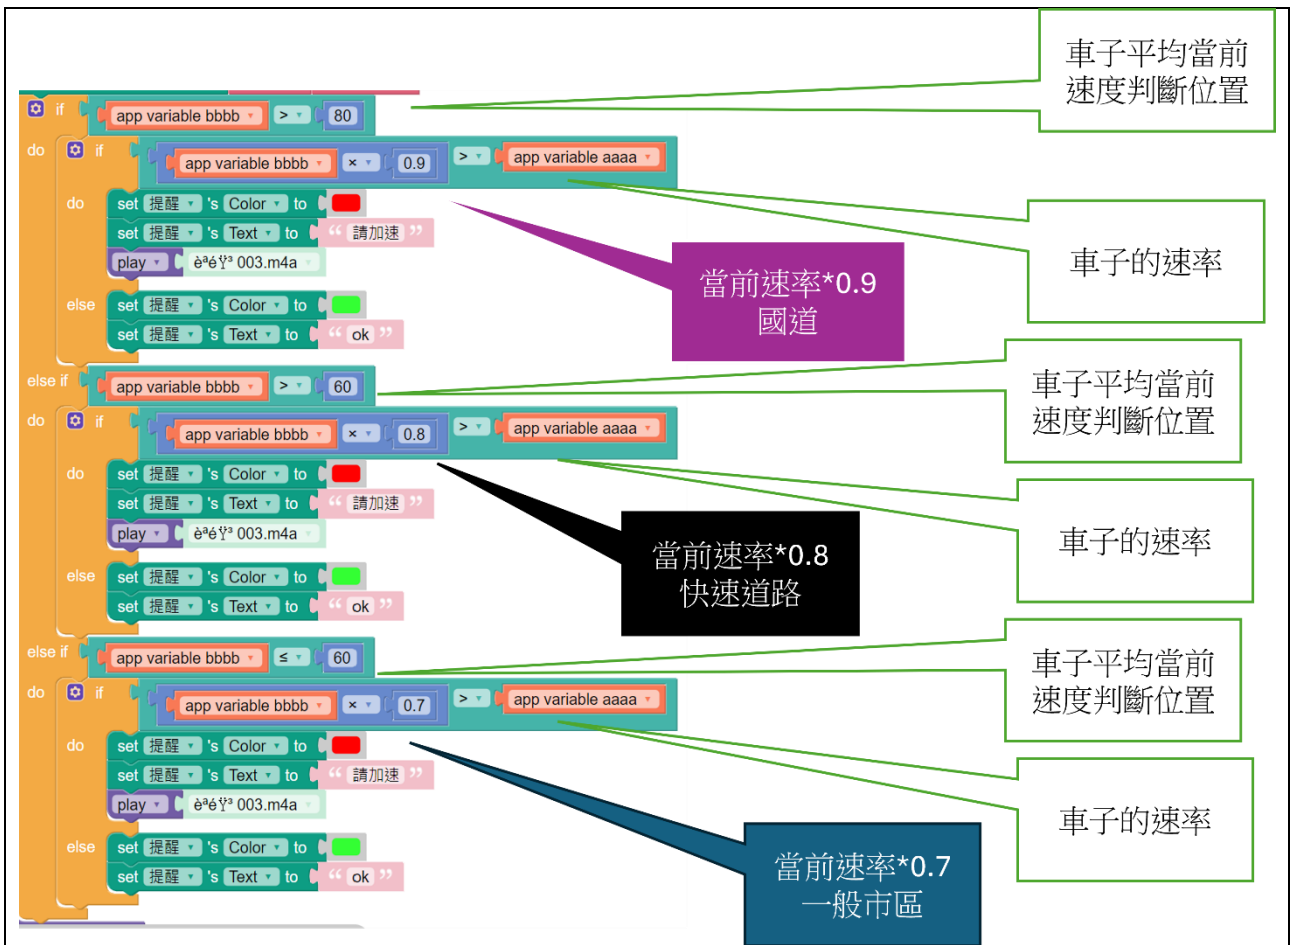 車子平均當前
速度判斷位置
if app variable bbbb > 80
do if app variable bbbb × 0.9 > app variable aaaa
do set 提醒 's Color to
set 提醒 's Text to “ 請加速 ”
play 語音 003.m4a
else set 提醒 's Color to
set 提醒 's Text to “ ok ”
車子的速率
當前速率*0.9
國道
else if app variable bbbb > 60
車子平均當前
速度判斷位置
do if app variable bbbb × 0.8 > app variable aaaa
do set 提醒 's Color to
set 提醒 's Text to “ 請加速 ”
play 語音 003.m4a
else set 提醒 's Color to
set 提醒 's Text to “ ok ”
車子的速率
當前速率*0.8
快速道路
else if app variable bbbb ≤ 60
車子平均當前
速度判斷位置
do if app variable bbbb × 0.7 > app variable aaaa
do set 提醒 's Color to
set 提醒 's Text to “ 請加速 ”
play 語音 003.m4a
else set 提醒 's Color to
set 提醒 's Text to “ ok ”
車子的速率
當前速率*0.7
一般市區